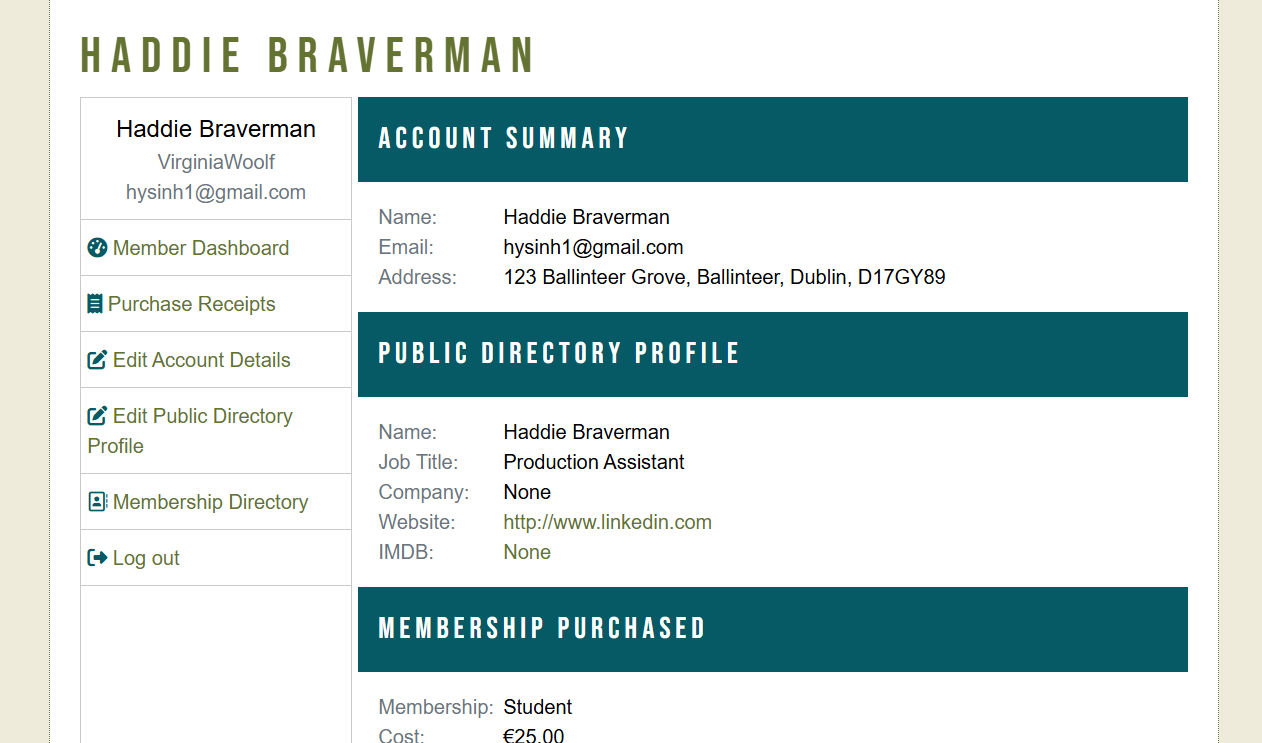 HADDIE BRAVERMAN
Haddie Braverman
VirginiaWoolf
hysinh1@gmail.com
Member Dashboard
Purchase Receipts
Edit Account Details
Edit Public Directory
Profile
Membership Directory
Log out
ACCOUNT SUMMARY
Name: Haddie Braverman
Email: hysinh1@gmail.com
Address: 123 Ballinteer Grove, Ballinteer, Dublin, D17GY89
PUBLIC DIRECTORY PROFILE
Name: Haddie Braverman
Job Title: Production Assistant
Company: None
Website: http://www.linkedin.com
IMDB: None
MEMBERSHIP PURCHASED
Membership: Student
Cost: €25.00